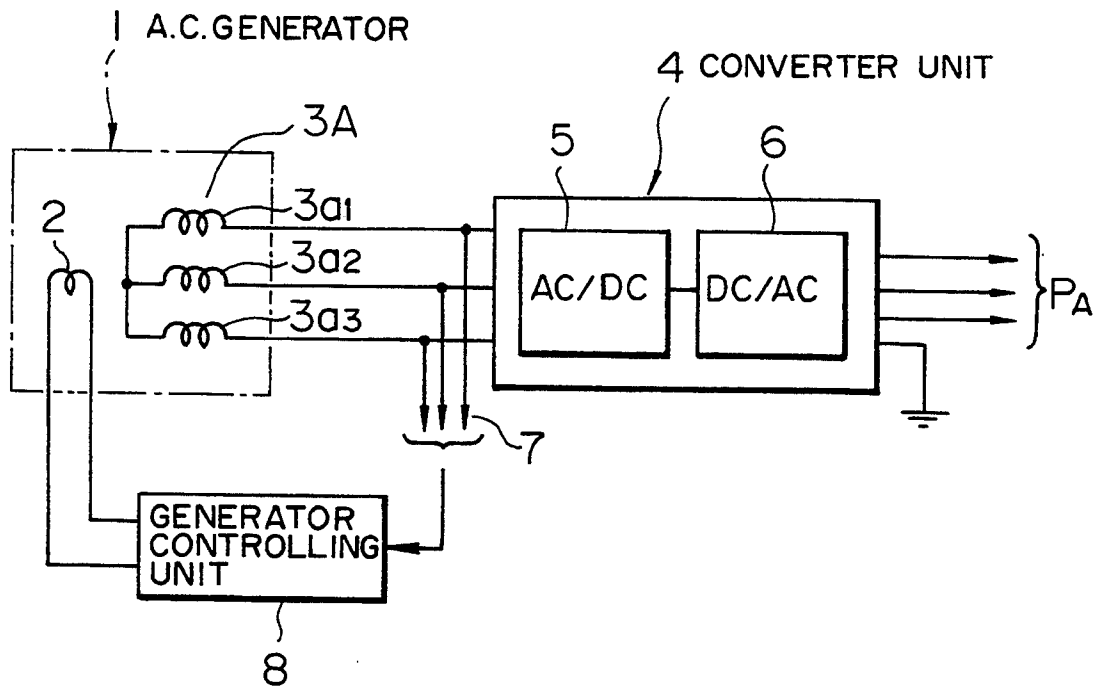 1 A.C.GENERATOR
4 CONVERTER UNIT
3A
5
6
2
3a1
3a2
3a3
AC/DC
DC/AC
PA
7
GENERATOR
CONTROLLING
UNIT
8